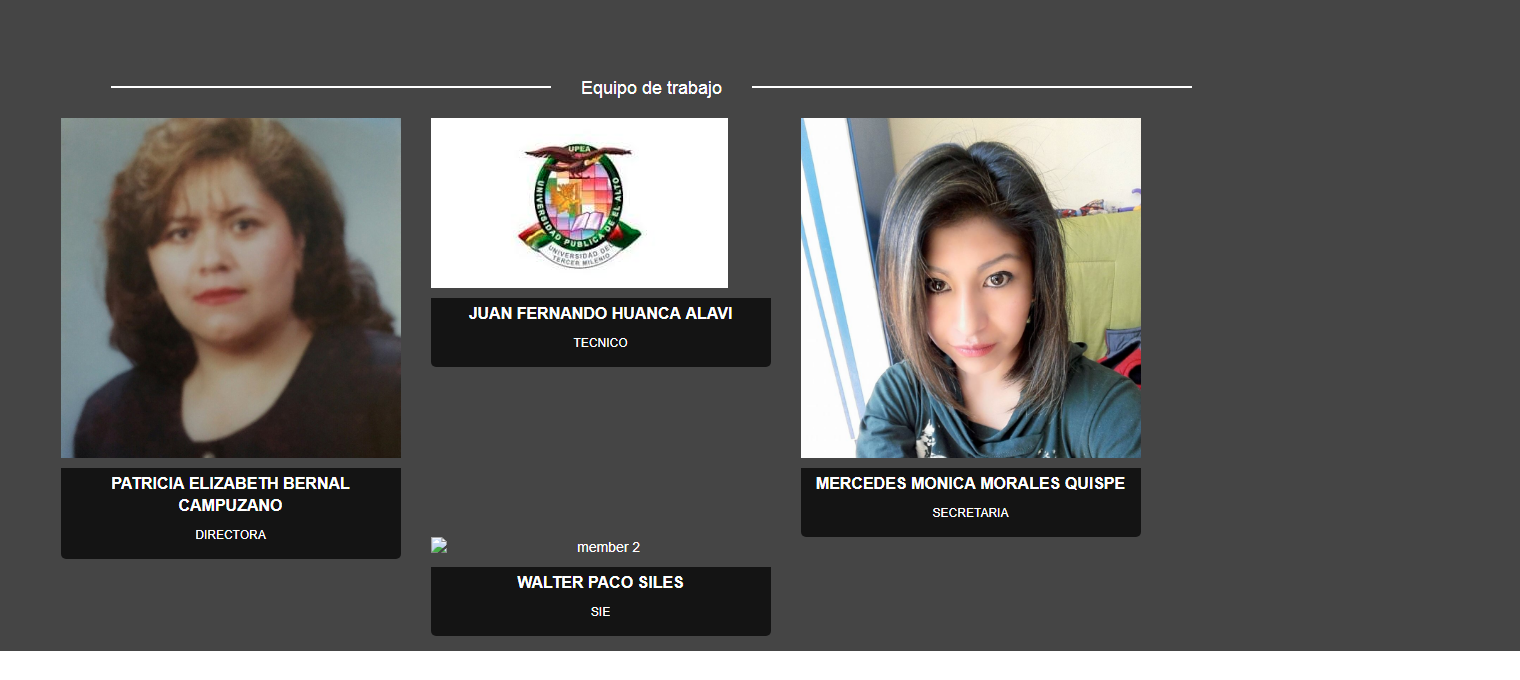 Equipo de trabajo
UPEA
UNIVERSIDAD PUBLICA DE EL ALTO
UNIVERSIDAD DEL
TERCER MILENIO
JUAN FERNANDO HUANCA ALAVI
TECNICO
PATRICIA ELIZABETH BERNAL
CAMPUZANO
DIRECTORA
MERCEDES MONICA MORALES QUISPE
SECRETARIA
member 2
WALTER PACO SILES
SIE